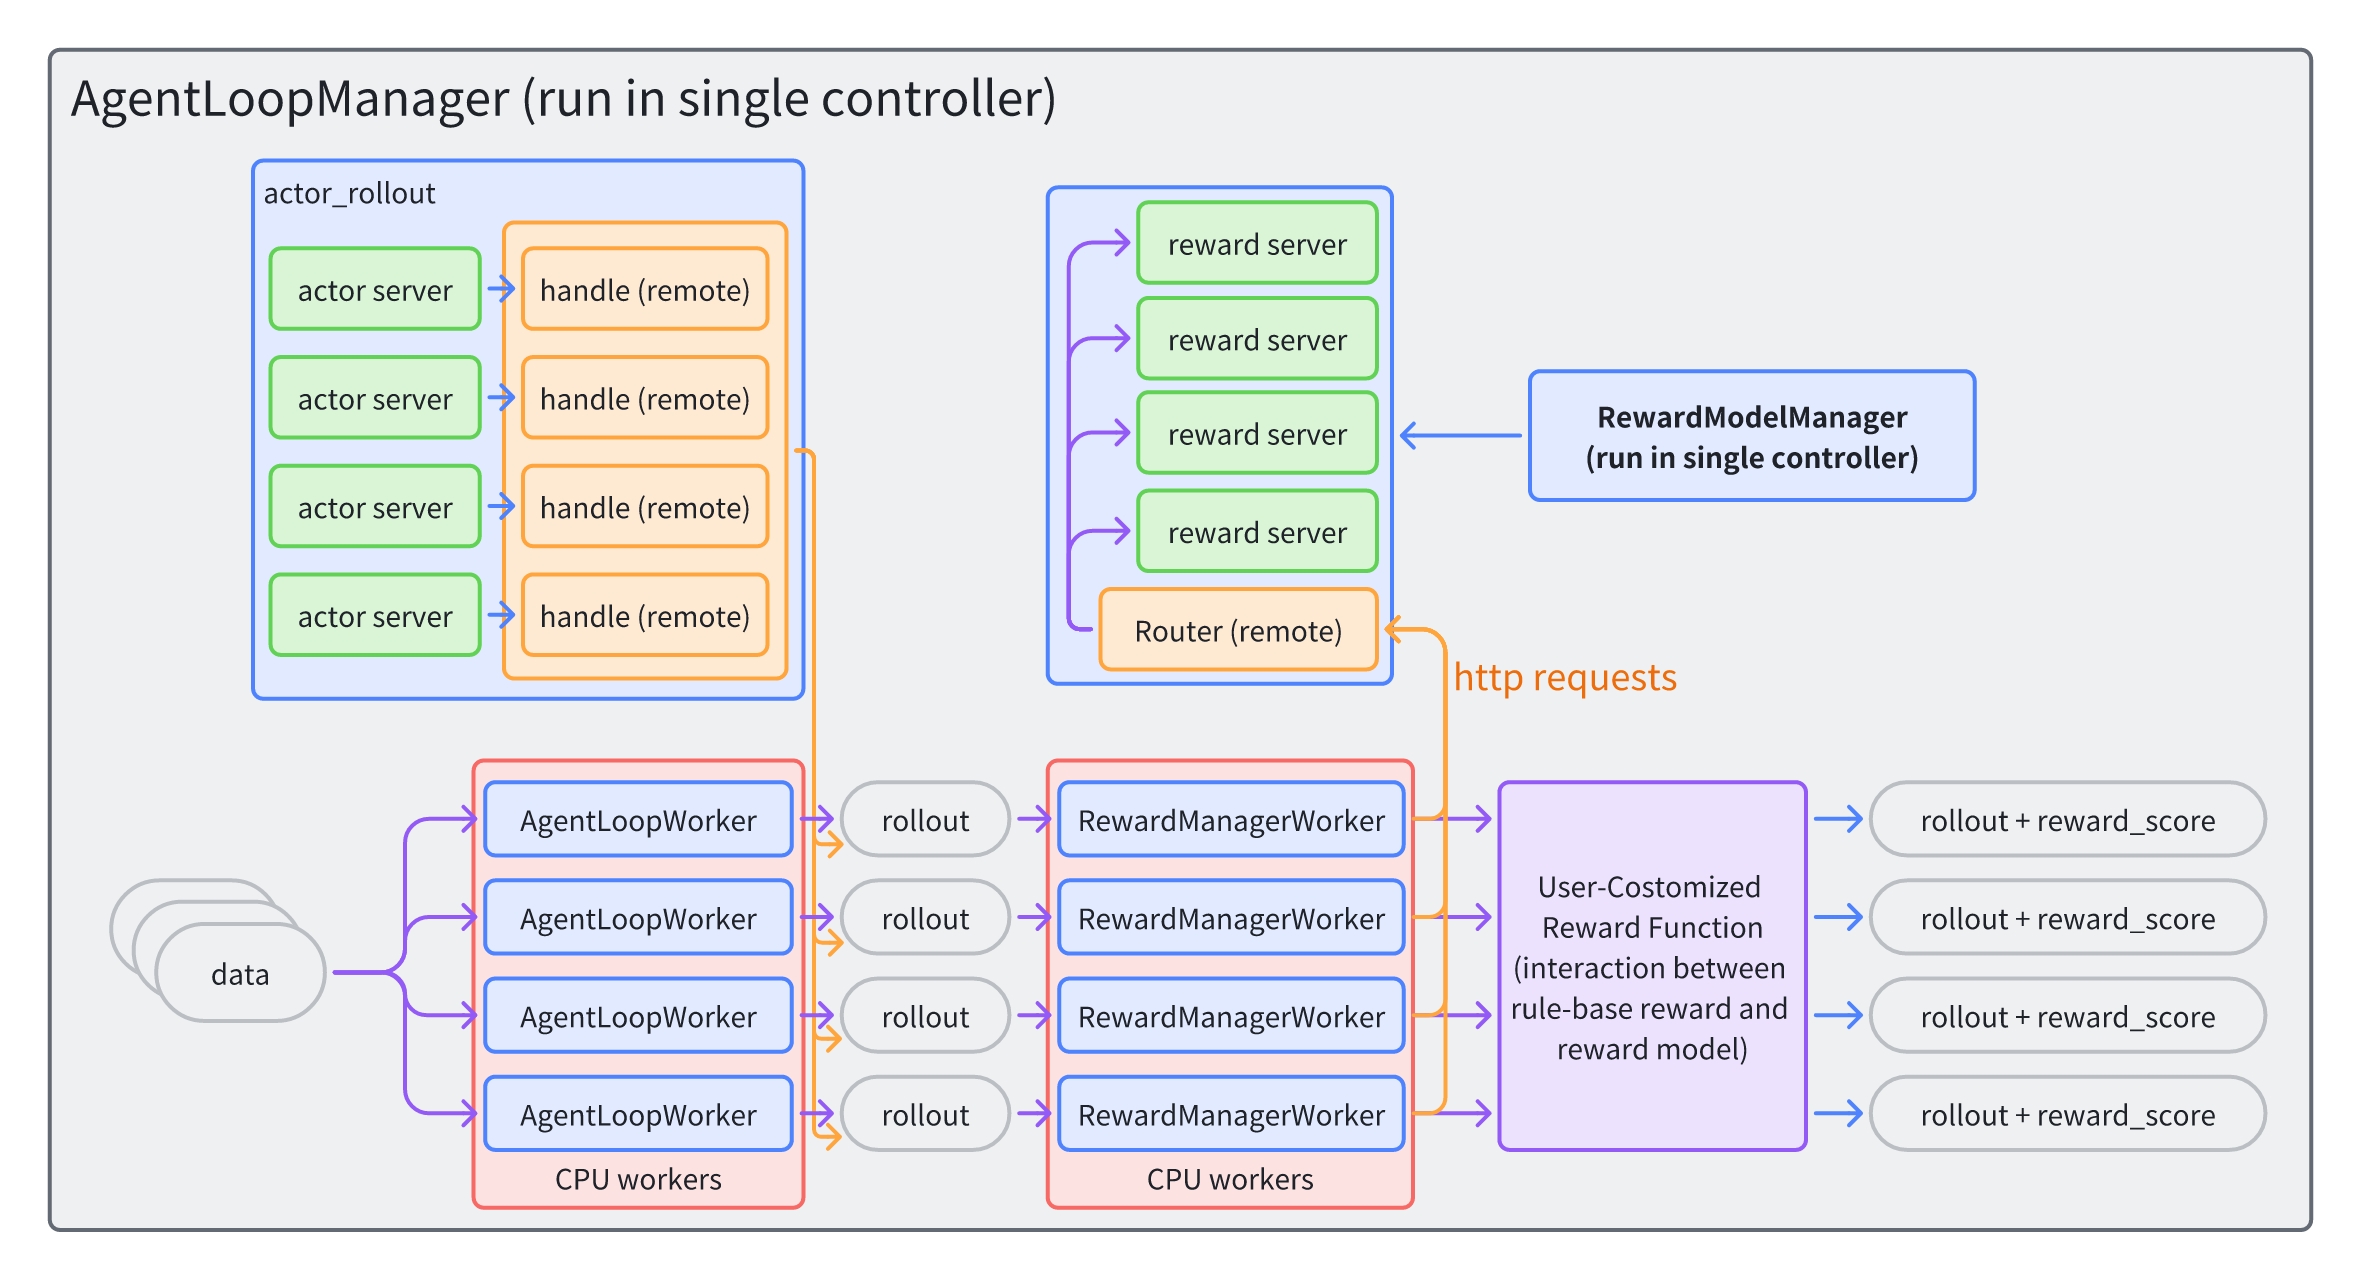 AgentLoopManager (run in single controller)
actor_rollout
actor server
handle (remote)
actor server
handle (remote)
actor server
handle (remote)
actor server
handle (remote)
reward server
reward server
reward server
reward server
Router (remote)
RewardModelManager
(run in single controller)
http requests
data
AgentLoopWorker
AgentLoopWorker
AgentLoopWorker
AgentLoopWorker
CPU workers
rollout
rollout
rollout
rollout
RewardManagerWorker
RewardManagerWorker
RewardManagerWorker
RewardManagerWorker
CPU workers
User-Costomized
Reward Function
(interaction between
rule-base reward and
reward model)
rollout + reward_score
rollout + reward_score
rollout + reward_score
rollout + reward_score